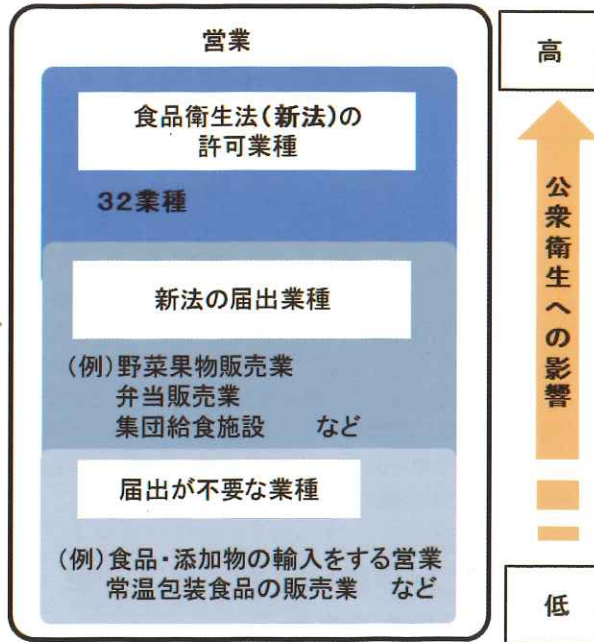 営業
食品衛生法(新法)の
許可業種
32業種
新法の届出業種
(例)野菜果物販売業
弁当販売業
集団給食施設　など
届出が不要な業種
(例)食品・添加物の輸入をする営業
常温包装食品の販売業　など
高
公衆衛生への影響
低